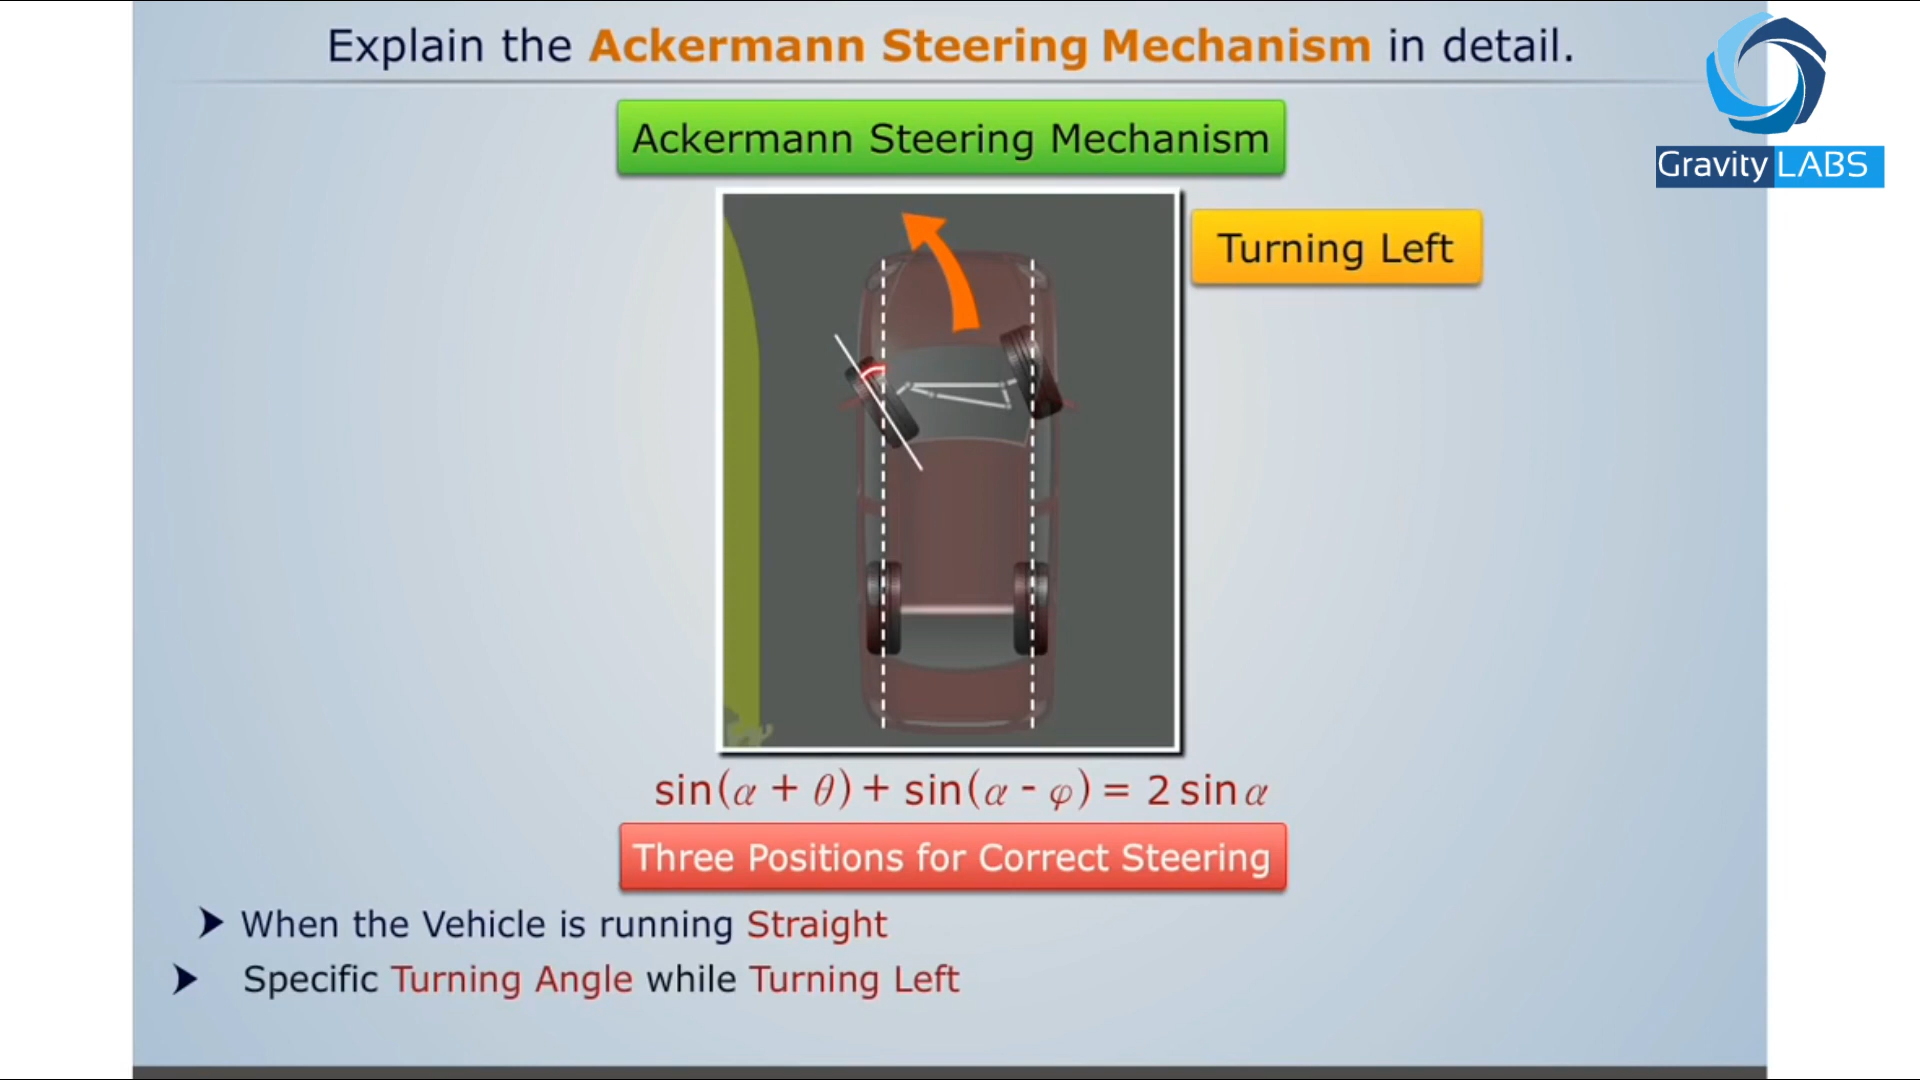 Explain the Ackermann Steering Mechanism in detail.
Gravity LABS
Ackermann Steering Mechanism
Turning Left
sin(α + θ) + sin(α - φ) = 2 sin α
Three Positions for Correct Steering
➤ When the Vehicle is running Straight
➤ Specific Turning Angle while Turning Left